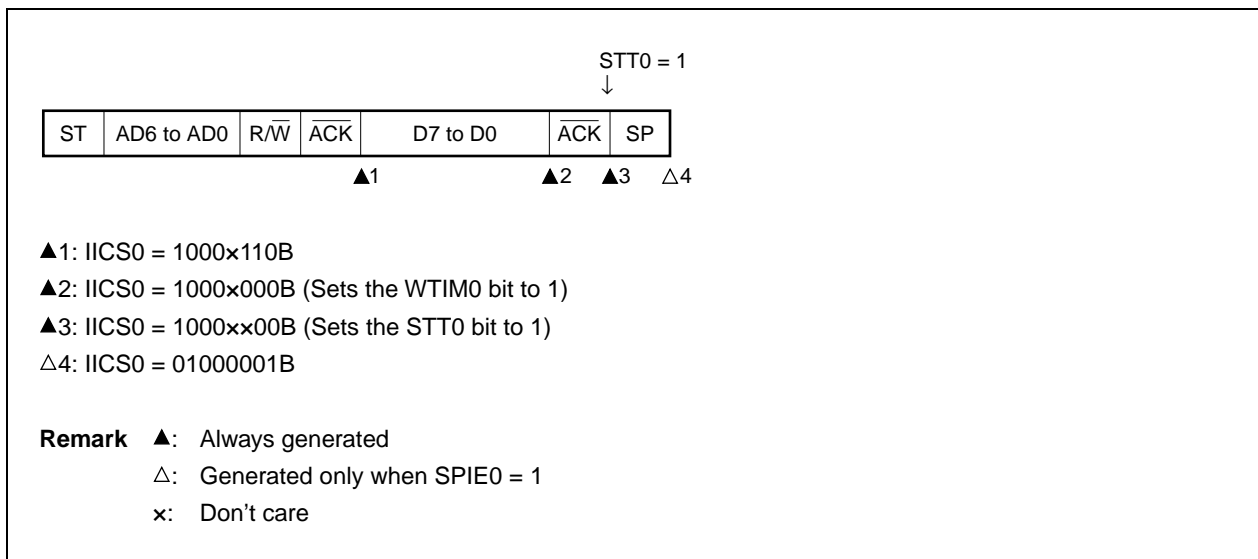 STT0 = 1
↓
ST AD6 to AD0 R/W̅ A̅C̅K̅ D7 to D0 A̅C̅K̅ SP
▲1 ▲2 ▲3 △4
▲1: IICS0 = 1000×110B
▲2: IICS0 = 1000×000B (Sets the WTIM0 bit to 1)
▲3: IICS0 = 1000××00B (Sets the STT0 bit to 1)
△4: IICS0 = 01000001B
Remark ▲: Always generated
△: Generated only when SPIE0 = 1
×: Don't care